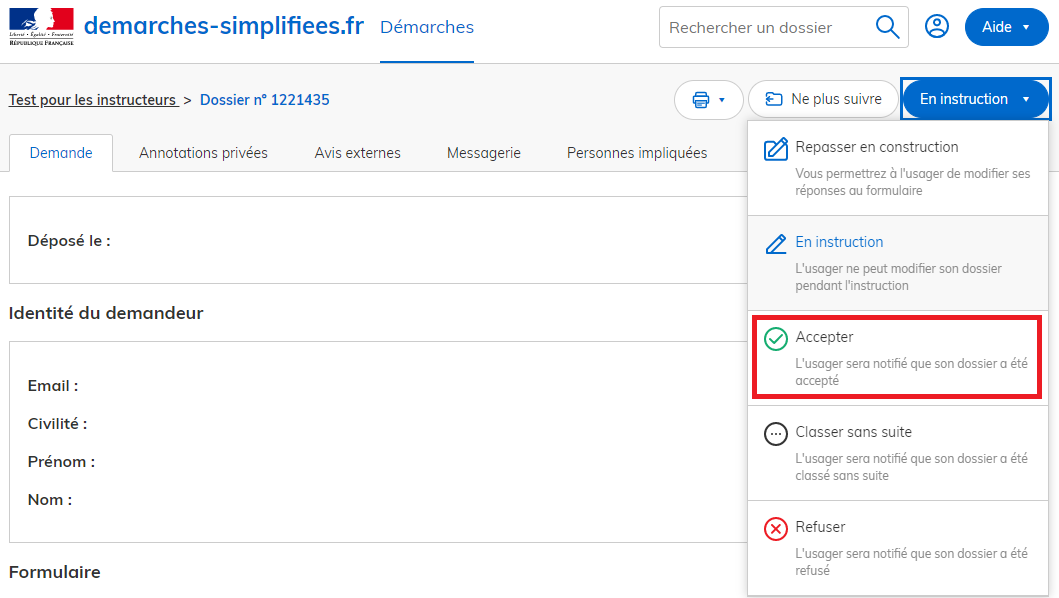 Liberté • Égalité • Fraternité
RÉPUBLIQUE FRANÇAISE
demarches-simplifiees.fr
Démarches
Rechercher un dossier
Aide
Test pour les instructeurs > Dossier n° 1221435
Ne plus suivre
En instruction
Demande
Annotations privées
Avis externes
Messagerie
Personnes impliquées
Repasser en construction
Vous permettrez à l'usager de modifier ses
réponses au formulaire
En instruction
L'usager ne peut modifier son dossier
pendant l'instruction
Accepter
L'usager sera notifié que son dossier a été
accepté
Classer sans suite
L'usager sera notifié que son dossier a été
classé sans suite
Refuser
L'usager sera notifié que son dossier a été
refusé
Déposé le :
Identité du demandeur
Email :
Civilité :
Prénom :
Nom :
Formulaire